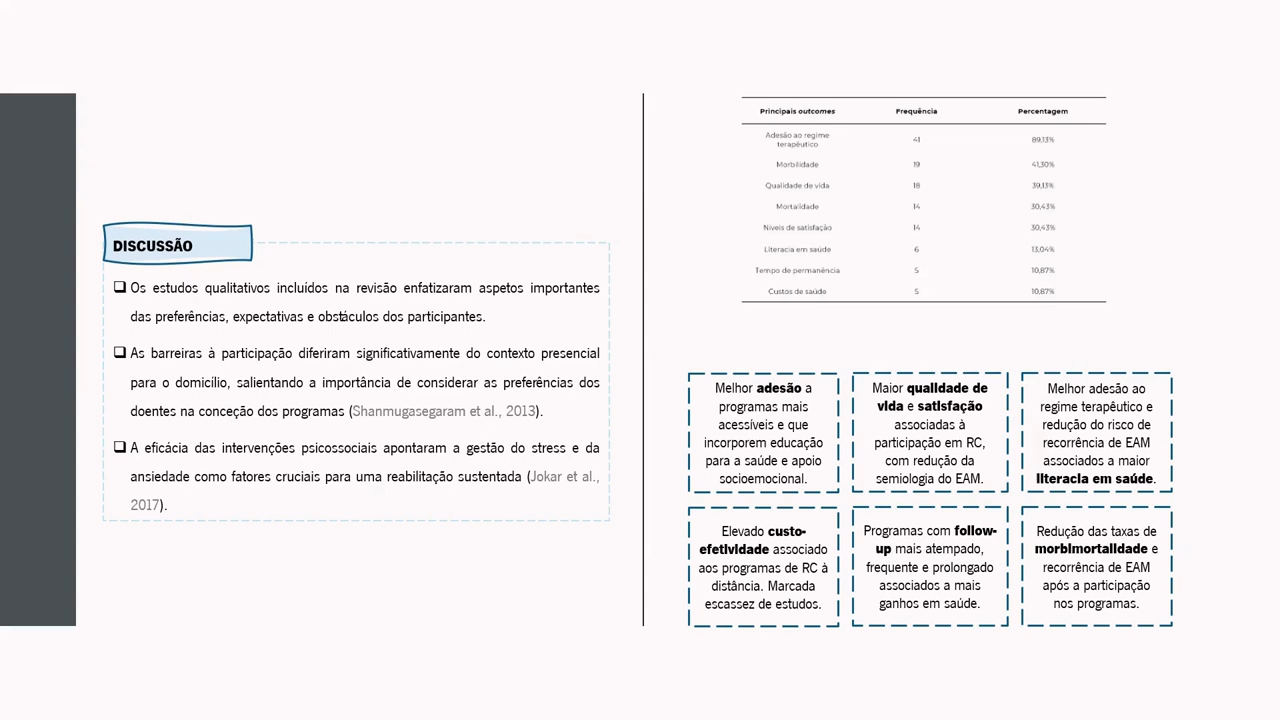 DISCUSSÃO
❑ Os estudos qualitativos incluídos na revisão enfatizaram aspetos importantes
das preferências, expectativas e obstáculos dos participantes.
❑ As barreiras à participação diferiram significativamente do contexto presencial
para o domicílio, salientando a importância de considerar as preferências dos
doentes na conceção dos programas (Shanmugasegaram et al., 2013).
❑ A eficácia das intervenções psicossociais apontaram a gestão do stress e da
ansiedade como fatores cruciais para uma reabilitação sustentada (Jokar et al.,
2017).
Principais outcomes Frequência Percentagem
Adesão ao regime
terapêutico 41 89,13%
Morbilidade 19 41,30%
Qualidade de vida 18 39,13%
Mortalidade 14 30,43%
Níveis de satisfação 14 30,43%
Literacia em saúde 6 13,04%
Tempo de permanência 5 10,87%
Custos de saúde 5 10,87%
Melhor adesão a
programas mais
acessíveis e que
incorporem educação
para a saúde e apoio
socioemocional.
Maior qualidade de
vida e satisfação
associadas à
participação em RC,
com redução da
semiologia do EAM.
Melhor adesão ao
regime terapêutico e
redução do risco de
recorrência de EAM
associados a maior
literacia em saúde.
Elevado custo-
efetividade associado
aos programas de RC à
distância. Marcada
escassez de estudos.
Programas com follow-
up mais atempado,
frequente e prolongado
associados a mais
ganhos em saúde.
Redução das taxas de
morbimortalidade e
recorrência de EAM
após a participação
nos programas.